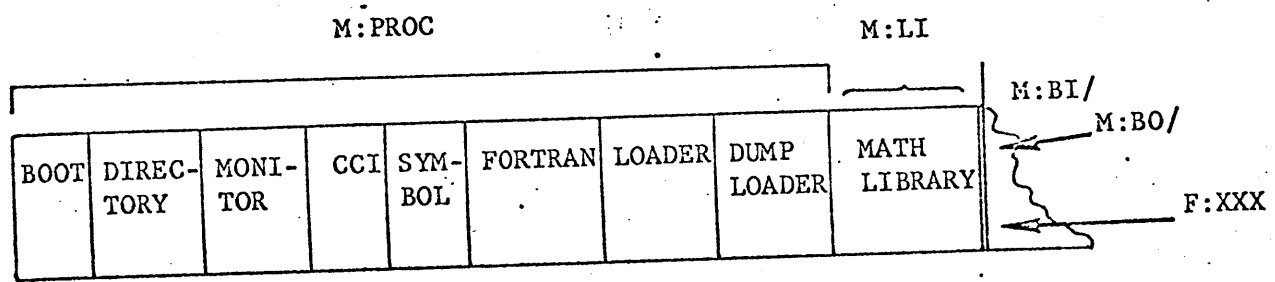 M:PROC
M:LI
M:BI/
M:BO/
BOOT
DIREC-
TORY
MONI-
TOR
CCI
SYM-
BOL
FORTRAN
LOADER
DUMP
LOADER
MATH
LIBRARY
F:XXX